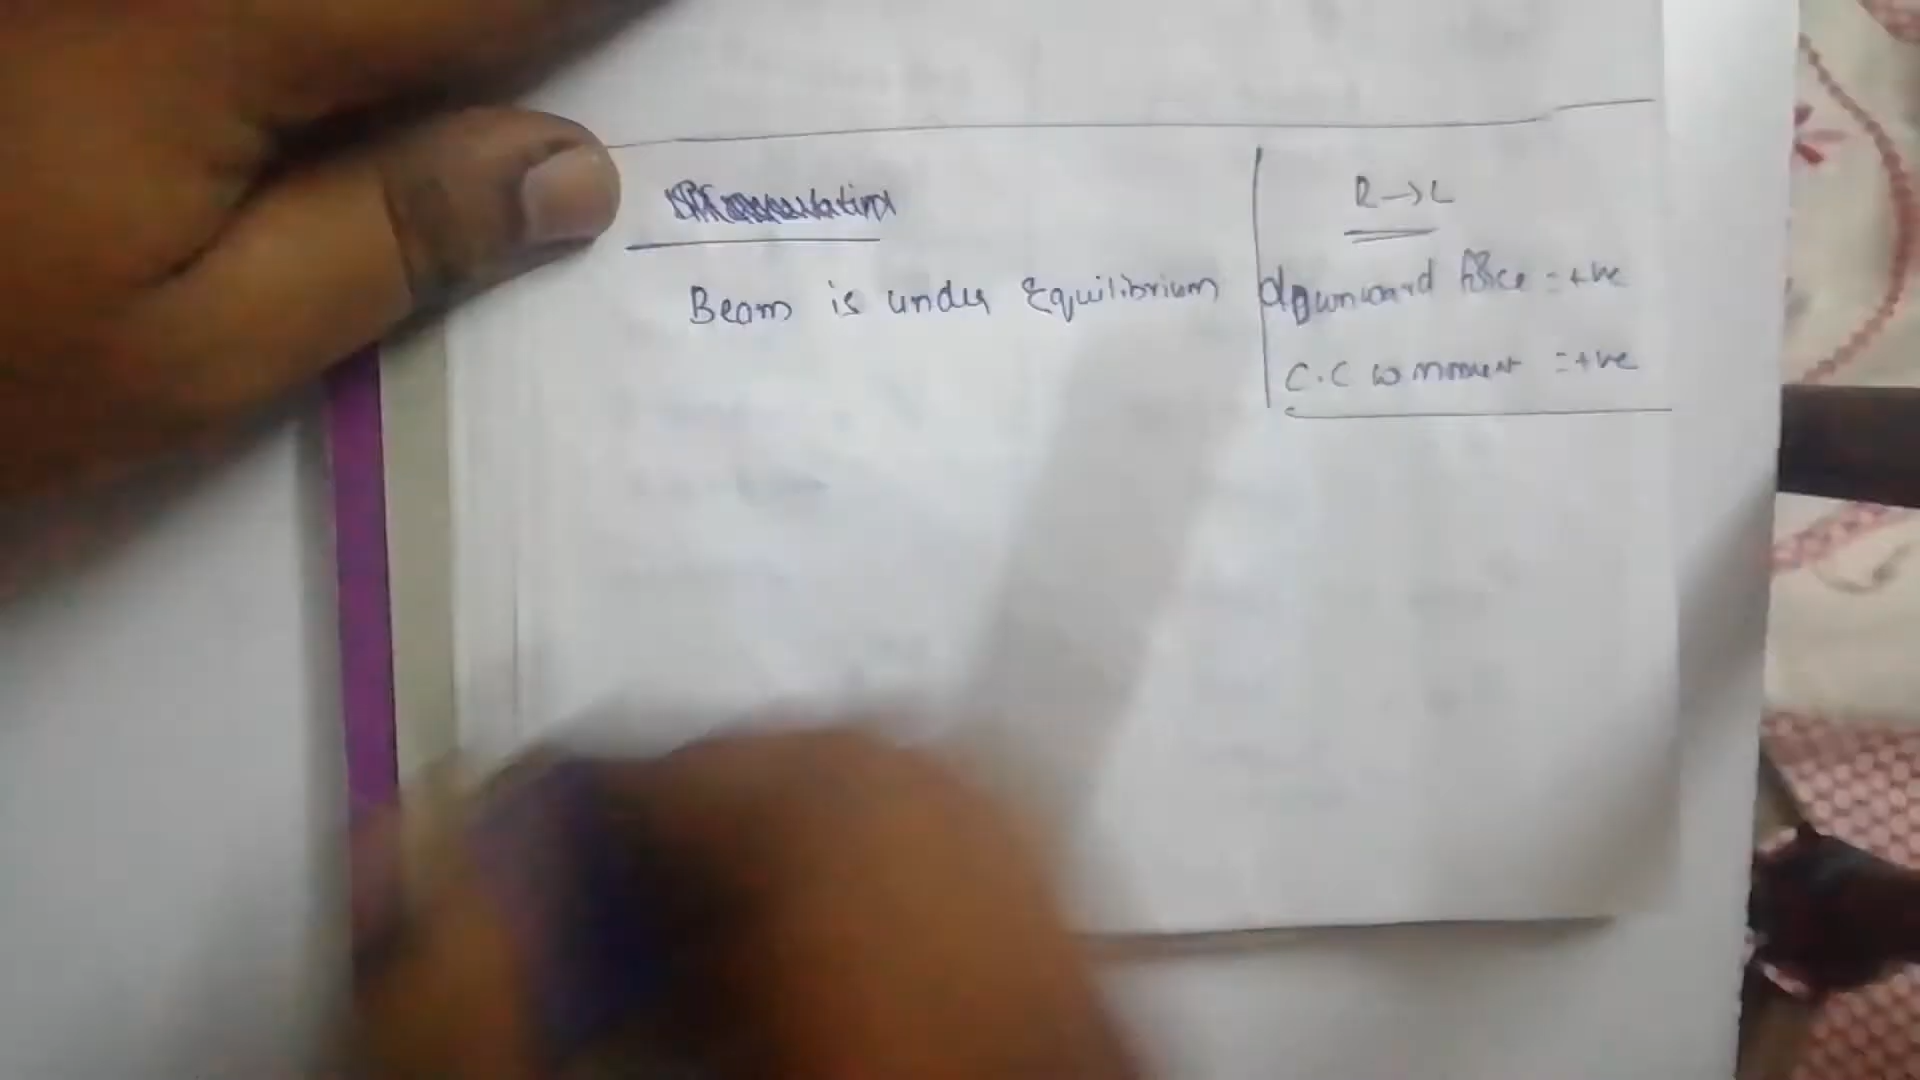 Beam is under Equilibrium
R → L
downward force = +ve
C.C w moment = +ve